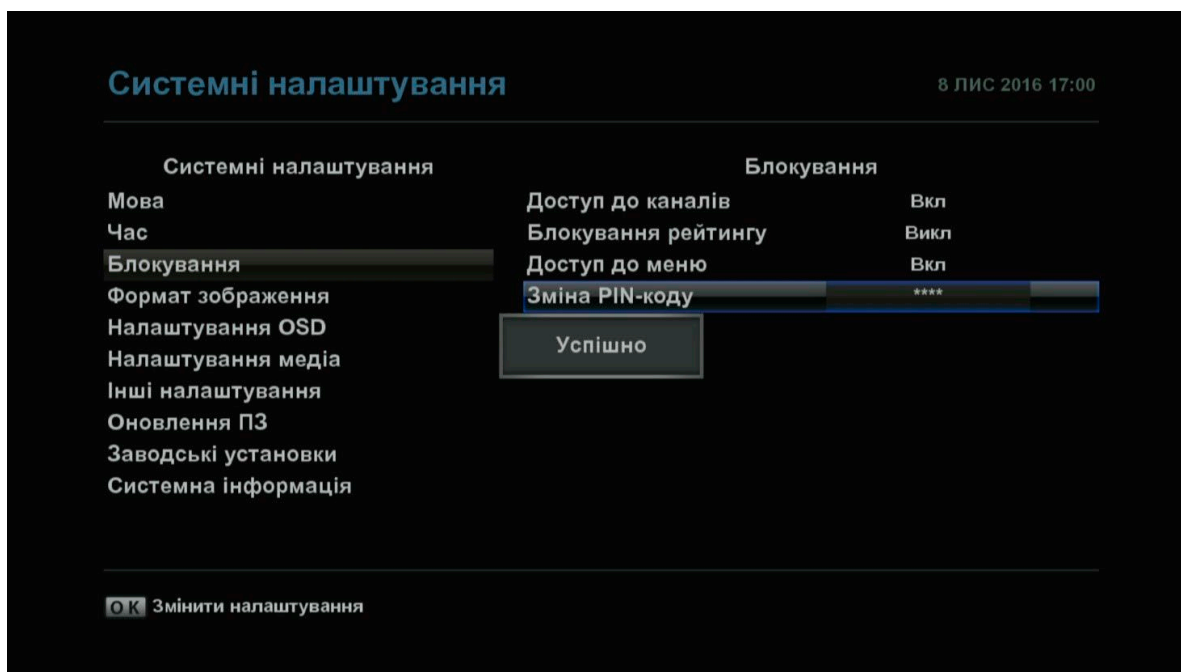 Системні налаштування
8 ЛИС 2016 17:00
Системні налаштування
Блокування
Мова
Доступ до каналів Вкл
Час
Блокування рейтингу Викл
Блокування
Доступ до меню Вкл
Формат зображення
Зміна PIN-коду ****
Налаштування OSD
Успішно
Налаштування медіа
Інші налаштування
Оновлення ПЗ
Заводські установки
Системна інформація
OK Змінити налаштування